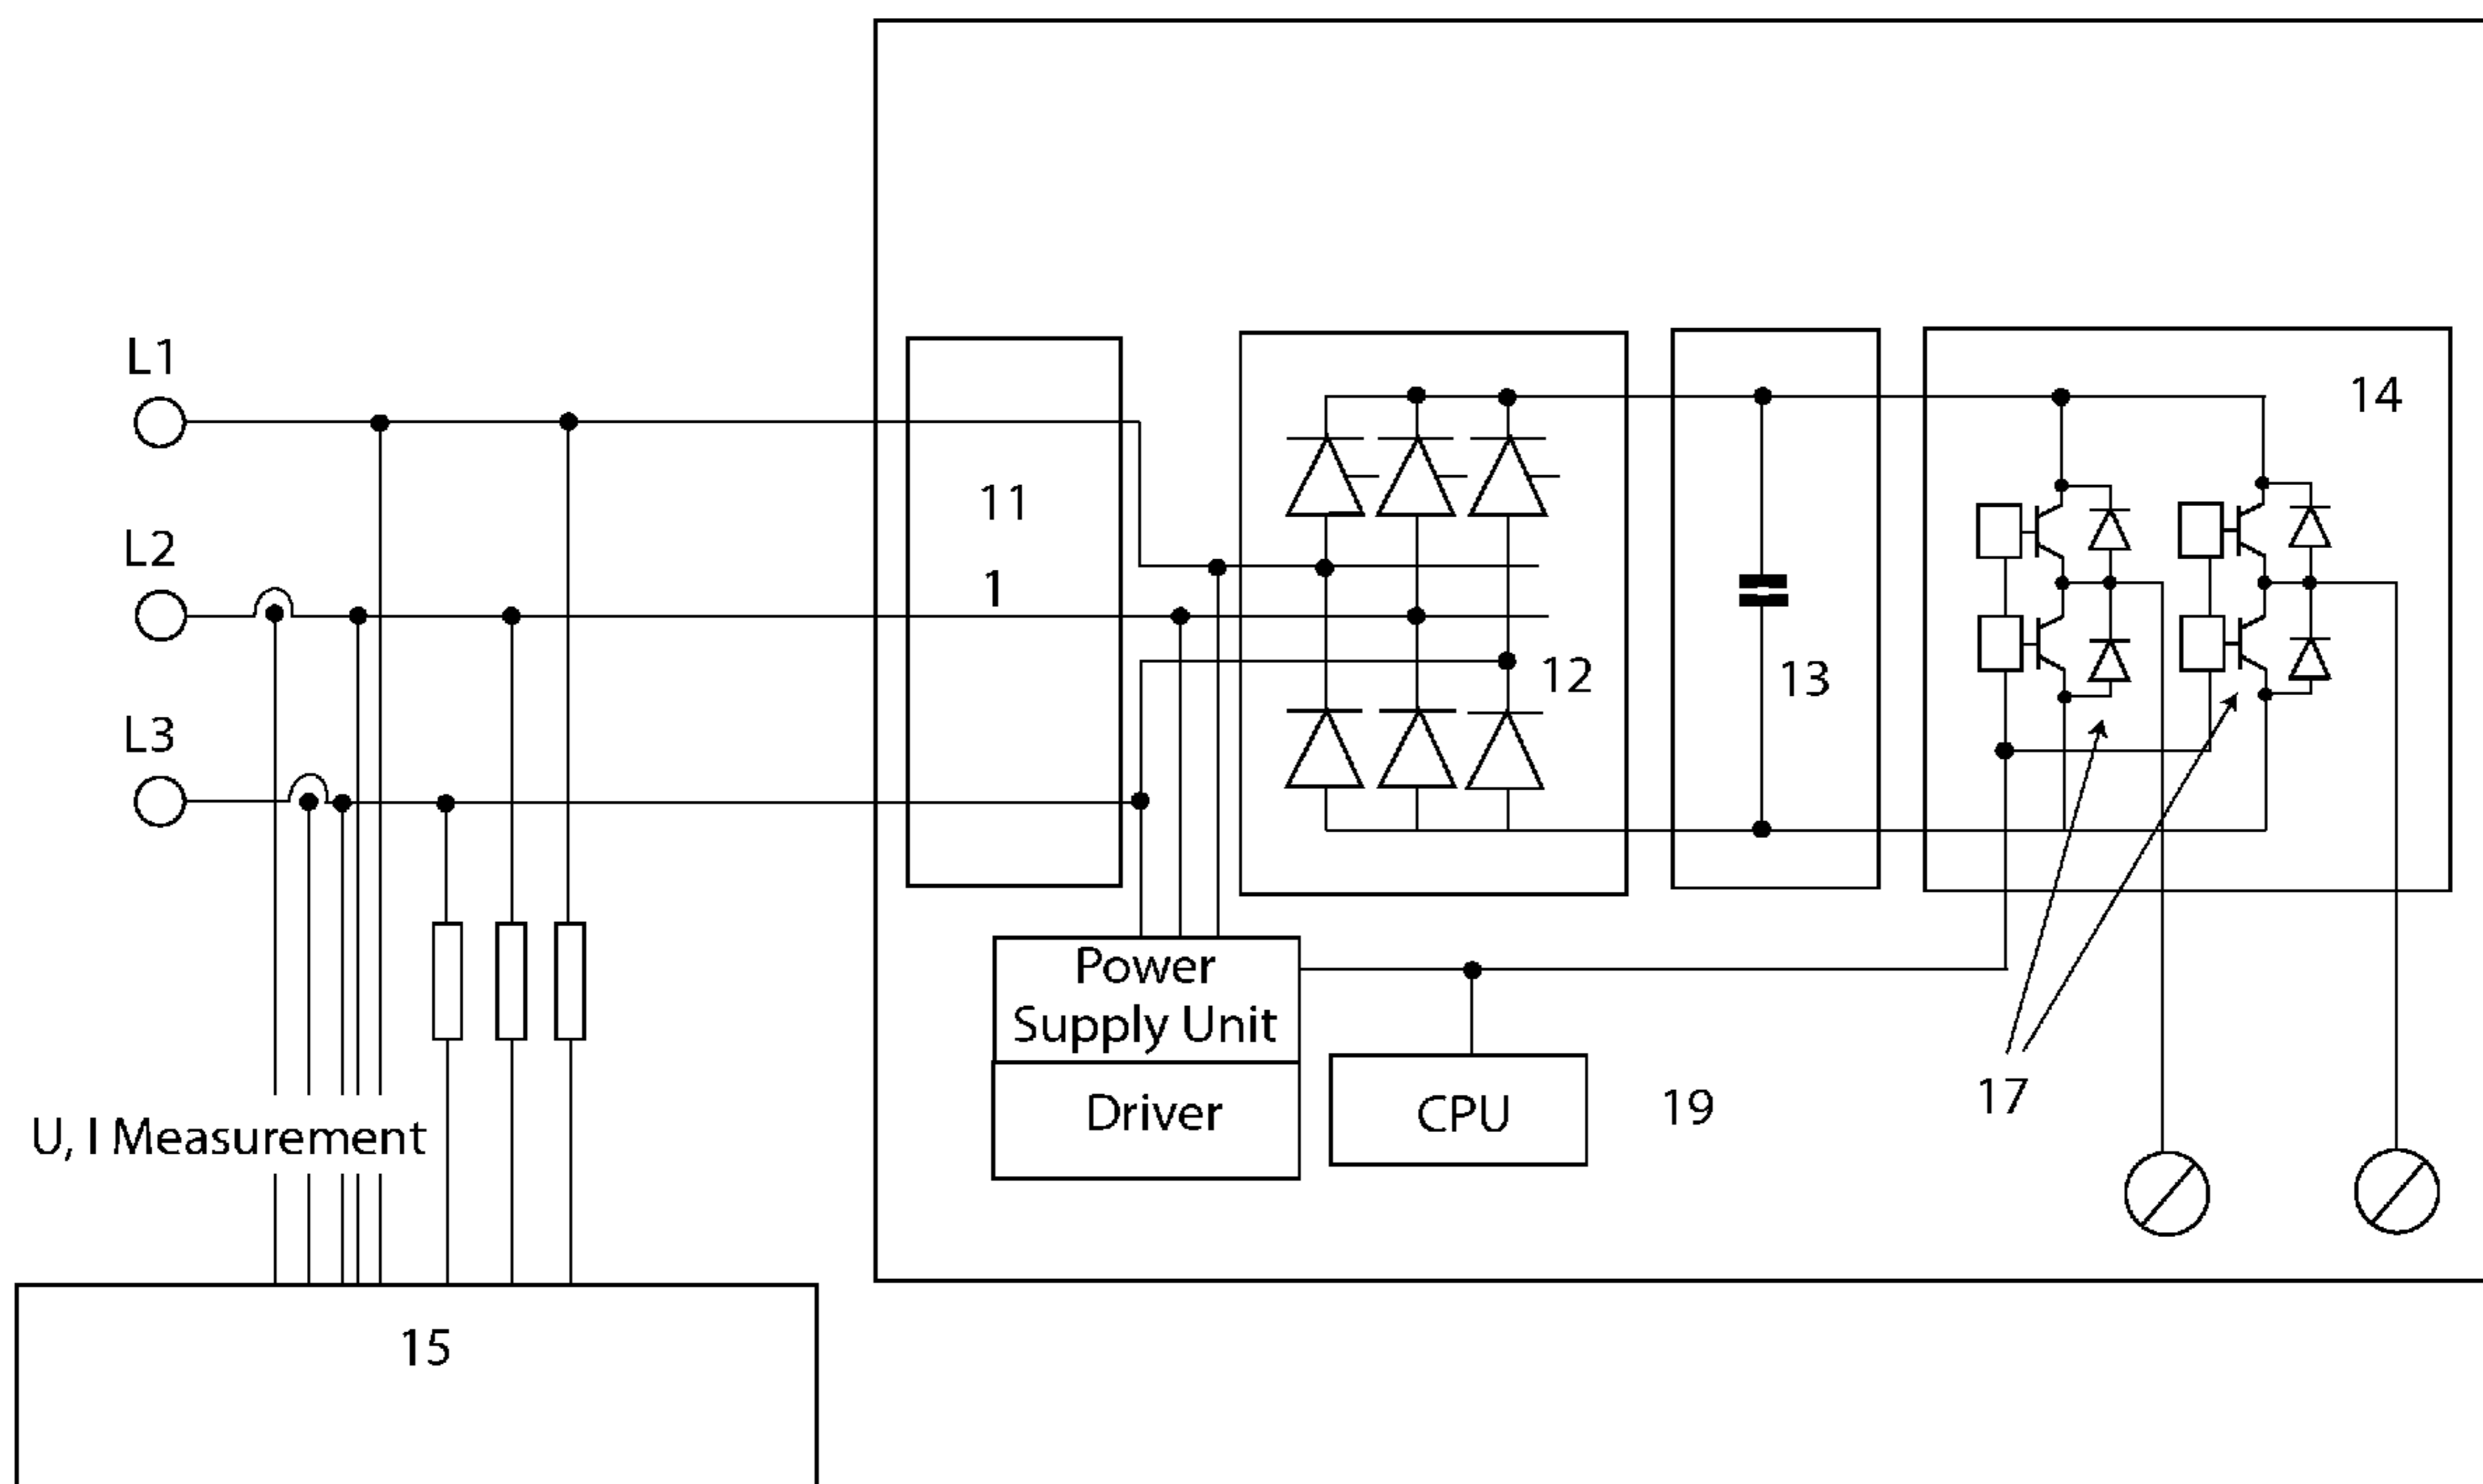 L1
14
11
L2
1
12
13
L3
Power
Supply Unit
Driver
CPU
19
17
U, I Measurement
15